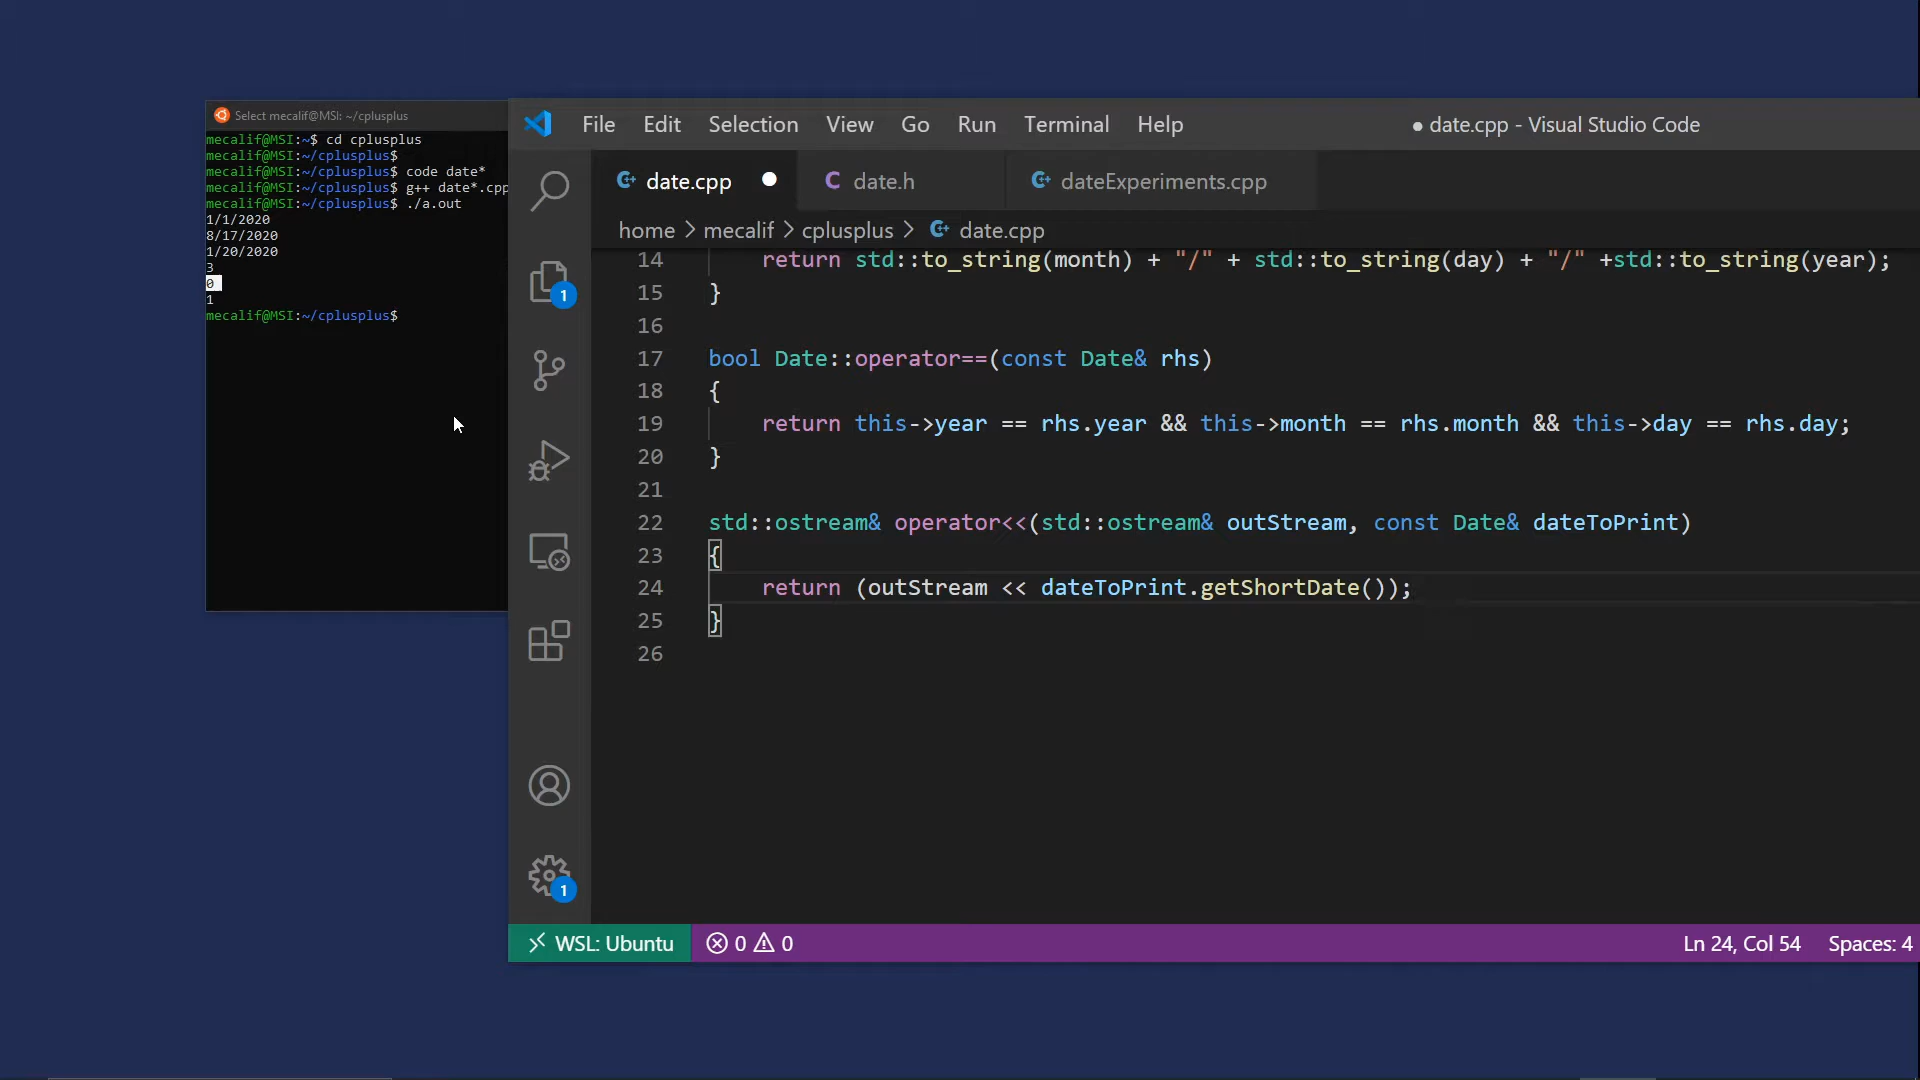 Select mecalif@MSI: ~/cplusplus
mecalif@MSI:~$ cd cplusplus
mecalif@MSI:~/cplusplus$
mecalif@MSI:~/cplusplus$ code date*
mecalif@MSI:~/cplusplus$ g++ date*.cpp
mecalif@MSI:~/cplusplus$ ./a.out
1/1/2020
8/17/2020
1/20/2020
3
0
1
mecalif@MSI:~/cplusplus$
File Edit Selection View Go Run Terminal Help
● date.cpp - Visual Studio Code
date.cpp
date.h
dateExperiments.cpp
home > mecalif > cplusplus > date.cpp
14 return std::to_string(month) + "/" + std::to_string(day) + "/" +std::to_string(year);
15 }
16
17 bool Date::operator==(const Date& rhs)
18 {
19 return this->year == rhs.year && this->month == rhs.month && this->day == rhs.day;
20 }
21
22 std::ostream& operator<<(std::ostream& outStream, const Date& dateToPrint)
23 {
24 return (outStream << dateToPrint.getShortDate());
25 }
26
1
1
WSL: Ubuntu
0 0
Ln 24, Col 54
Spaces: 4